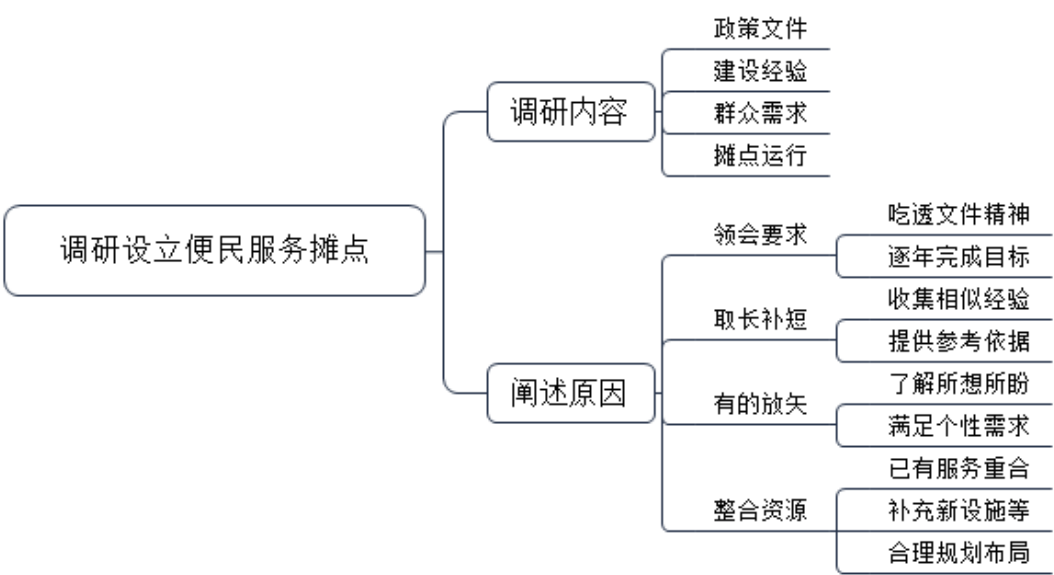 调研设立便民服务摊点
调研内容
政策文件
建设经验
群众需求
摊点运行
阐述原因
领会要求
吃透文件精神
逐年完成目标
取长补短
收集相似经验
提供参考依据
有的放矢
了解所想所盼
满足个性需求
整合资源
已有服务重合
补充新设施等
合理规划布局